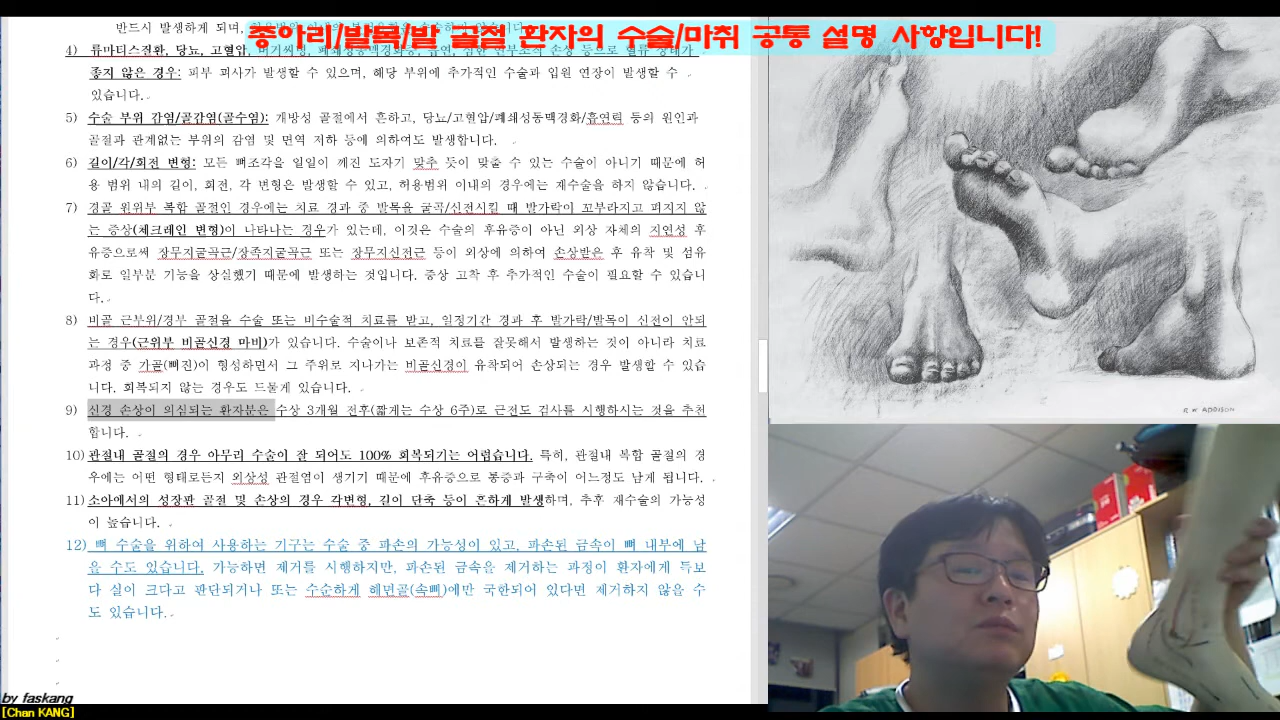 종아리/발목/발 골절 환자의 수술/마취 공통 설명 사항입니다!
반드시 발생하게 되며,
4) 류마티스질환, 당뇨, 고혈압,
좋지 않은 경우: 피부 괴사가 발생할 수 있으며, 해당 부위에 추가적인 수술과 입원 연장이 발생할 수
있습니다.
5) 수술 부위 감염/골감염(골수염): 개방성 골절에서 흔하고, 당뇨/고혈압/폐쇄성동맥경화/흡연력 등의 원인과
골절과 관계없는 부위의 감염 및 면역 저하 등에 의하여도 발생합니다.
6) 길이/각/회전 변형: 모든 뼈조각을 일일이 깨진 도자기 맞추 듯이 맞출 수 있는 수술이 아니기 때문에 허
용 범위 내의 길이, 회전, 각 변형은 발생할 수 있고, 허용범위 이내의 경우에는 재수술을 하지 않습니다.
7) 경골 원위부 복합 골절인 경우에는 치료 경과 중 발목을 굴곡/신전시킬 때 발가락이 꼬부라지고 펴지지 않
는 증상(체크레인 변형)이 나타나는 경우가 있는데, 이것은 수술의 후유증이 아닌 외상 자체의 지연성 후
유증으로써 장무지굴곡근/장족지굴곡근 또는 장무지신전근 등이 외상에 의하여 손상받은 후 유착 및 섬유
화로 일부분 기능을 상실했기 때문에 발생하는 것입니다. 증상 고착 후 추가적인 수술이 필요할 수 있습니
다.
8) 비골 근부위/경부 골절을 수술 또는 비수술적 치료를 받고, 일정기간 경과 후 발가락/발목이 신전이 안되
는 경우(근위부 비골신경 마비)가 있습니다. 수술이나 보존적 치료를 잘못해서 발생하는 것이 아니라 치료
과정 중 가골(뼈진)이 형성하면서 그 주위로 지나가는 비골신경이 유착되어 손상되는 경우 발생할 수 있습
니다. 회복되지 않는 경우도 드물게 있습니다.
9) 신경 손상이 의심되는 환자분은 수상 3개월 전후(짧게는 수상 6주)로 근전도 검사를 시행하시는 것을 추천
합니다.
10) 관절내 골절의 경우 아무리 수술이 잘 되어도 100% 회복되기는 어렵습니다. 특히, 관절내 복합 골절의 경
우에는 어떤 형태로든지 외상성 관절염이 생기기 때문에 후유증으로 통증과 구축이 어느정도 남게 됩니다.
11) 소아에서의 성장판 골절 및 손상의 경우 각변형, 길이 단축 등이 흔하게 발생하며, 추후 재수술의 가능성
이 높습니다.
12) 뼈 수술을 위하여 사용하는 기구는 수술 중 파손의 가능성이 있고, 파손된 금속이 뼈 내부에 남
을 수도 있습니다. 가능하면 제거를 시행하지만, 파손된 금속을 제거하는 과정이 환자에게 득보
다 실이 크다고 판단되거나 또는 수순하게 해면골(속뼈)에만 국한되어 있다면 제거하지 않을 수
도 있습니다.
R W ADDISON
by faskang
[Chan KANG]